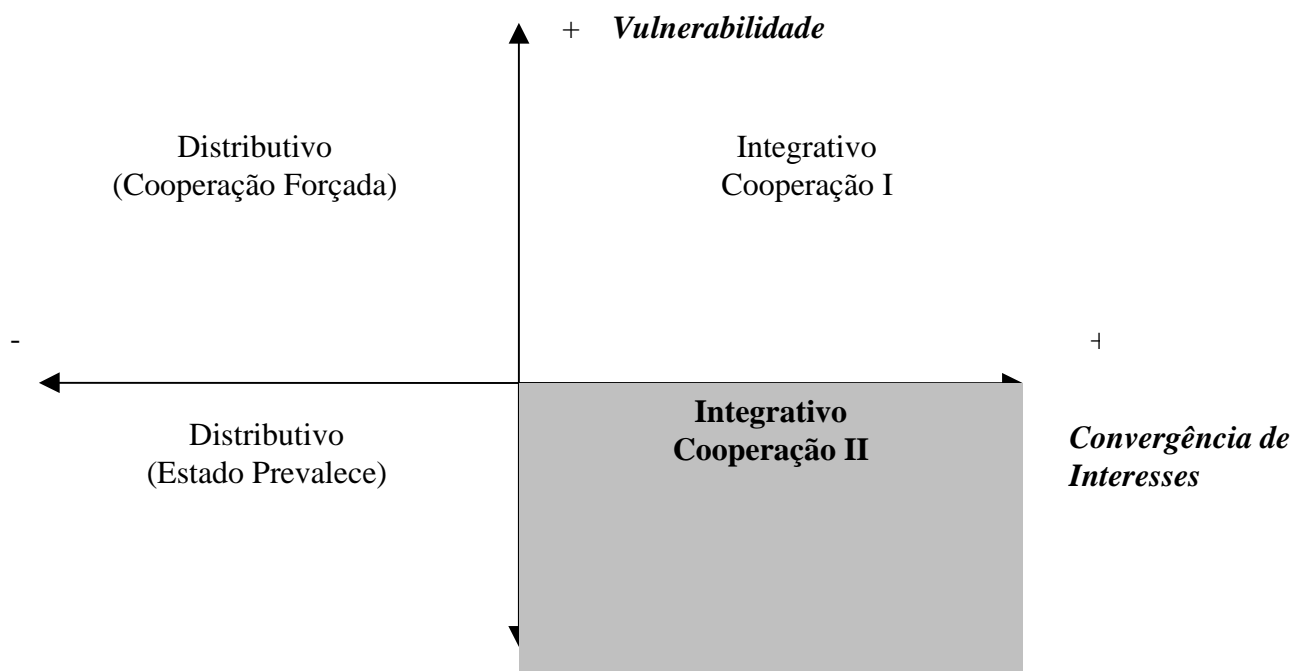 + Vulnerabilidade
Distributivo
(Cooperação Forçada)
Integrativo
Cooperação I
-
+
Distributivo
(Estado Prevalece)
Integrativo
Cooperação II
Convergência de
Interesses